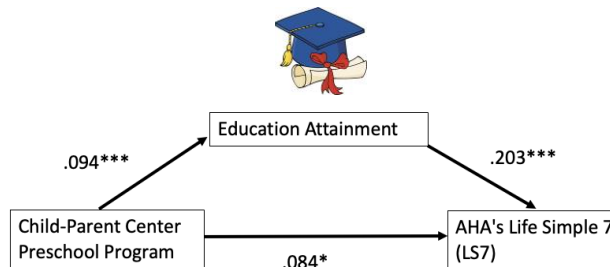 Education Attainment
.094***
.203***
Child-Parent Center
Preschool Program
AHA's Life Simple 7
(LS7)
.084*